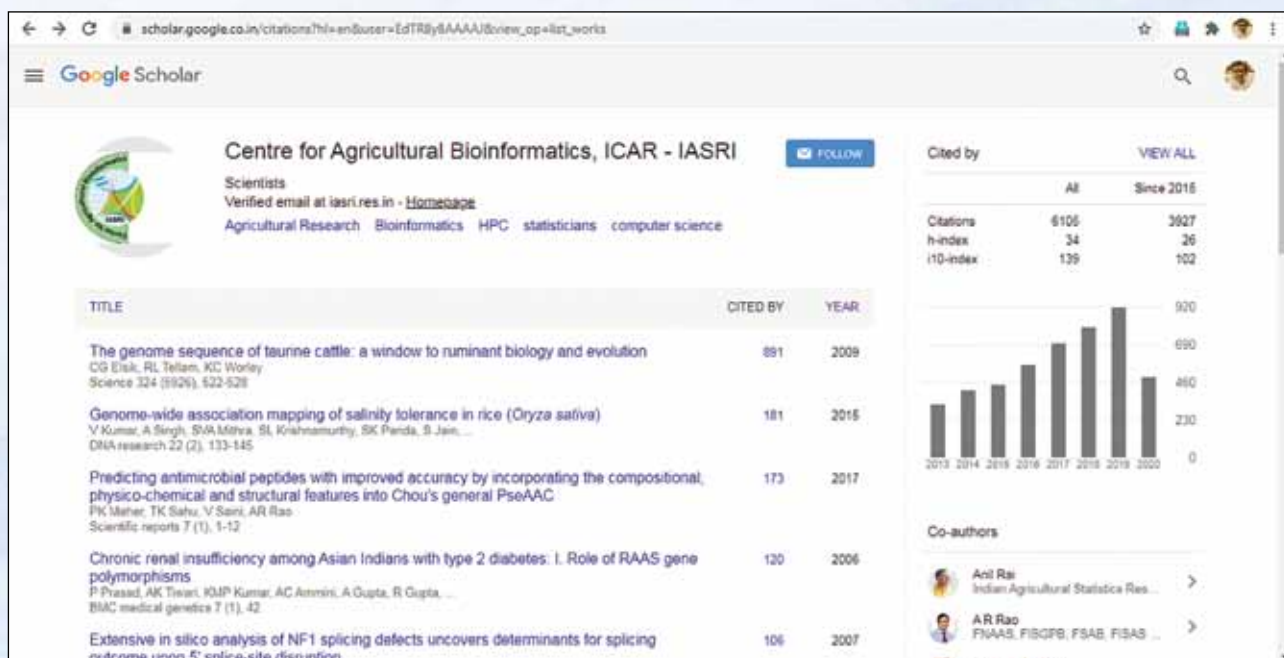 scholar.google.co.in/citations?hl=en&user=EdTR8y8AAAAJ&view_op=list_works
Google Scholar
Centre for Agricultural Bioinformatics, ICAR - IASRI
FOLLOW
Scientists
Verified email at iasri.res.in - Homepage
Agricultural Research Bioinformatics HPC statisticians computer science
TITLE CITED BY YEAR
The genome sequence of taurine cattle: a window to ruminant biology and evolution 891 2009
CG Elsik, RL Tellam, KC Worley
Science 324 (5926), 522-528
Genome-wide association mapping of salinity tolerance in rice (Oryza sativa) 181 2015
V Kumar, A Singh, SVA Mithra, SL Krishnamurthy, SK Parida, S Jain, ...
DNA research 22 (2), 133-145
Predicting antimicrobial peptides with improved accuracy by incorporating the compositional, 173 2017
physico-chemical and structural features into Chou's general PseAAC
PK Meher, TK Sahu, V Saini, AR Rao
Scientific reports 7 (1), 1-12
Chronic renal insufficiency among Asian Indians with type 2 diabetes: I. Role of RAAS gene 120 2006
polymorphisms
P Prasad, AK Tiwari, KMP Kumar, AC Ammini, A Gupta, R Gupta, ...
BMC medical genetics 7 (1), 42
Extensive in silico analysis of NF1 splicing defects uncovers determinants for splicing 106 2007
outcome upon 5' splice-site disruption
Cited by VIEW ALL
All Since 2015
Citations 6105 3927
h-index 34 26
i10-index 139 102
920
690
460
230
0
2013 2014 2015 2016 2017 2018 2019 2020
Co-authors
Anil Rai
Indian Agricultural Statistics Res...
A R Rao
FNAAS, FISGPB, FSAB, FISAS ...